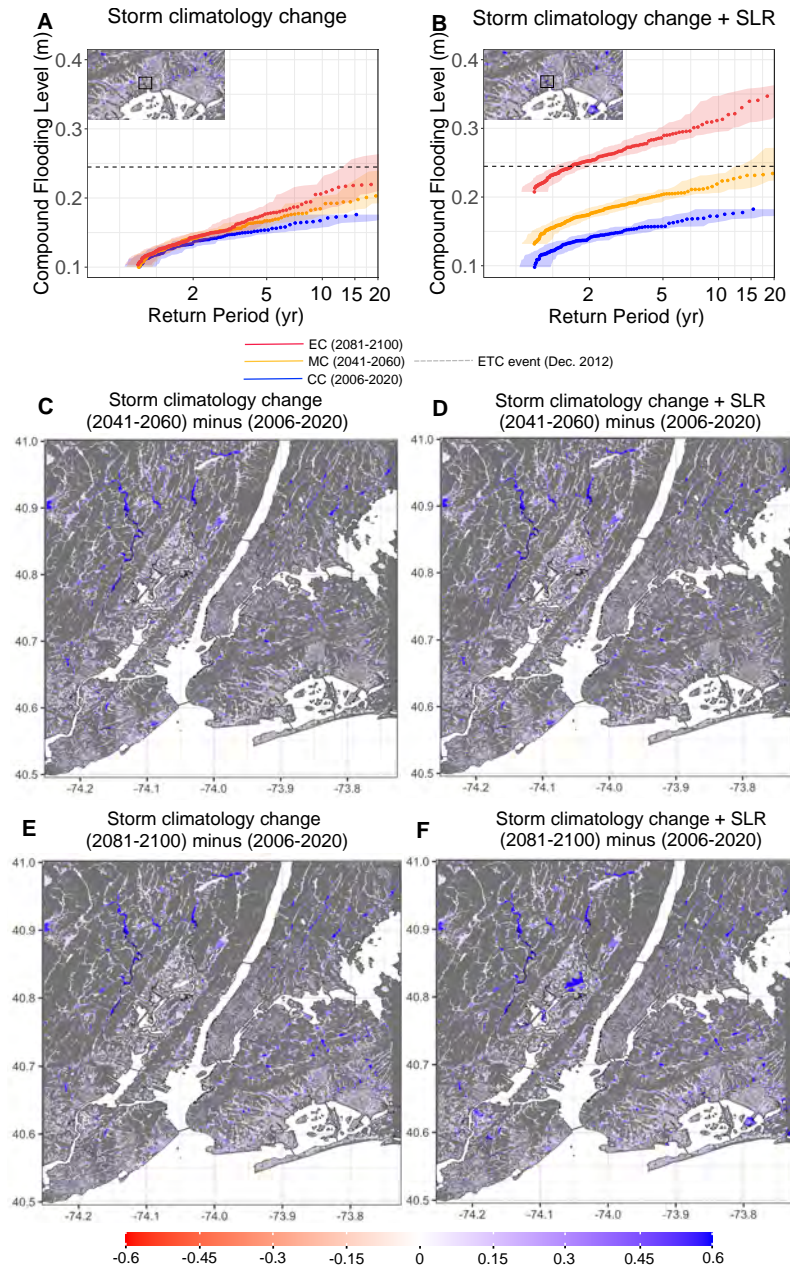 A
Storm climatology change
B
Storm climatology change + SLR
Compound Flooding Level (m)
0.4
0.3
0.2
0.1
2
5
10
15
20
Return Period (yr)
Compound Flooding Level (m)
0.4
0.3
0.2
0.1
2
5
10
15
20
Return Period (yr)
EC (2081-2100)
MC (2041-2060)
ETC event (Dec. 2012)
CC (2006-2020)
C
Storm climatology change
(2041-2060) minus (2006-2020)
D
Storm climatology change + SLR
(2041-2060) minus (2006-2020)
41.0
40.9
40.8
40.7
40.6
40.5
-74.2
-74.1
-74.0
-73.9
-73.8
41.0
40.9
40.8
40.7
40.6
40.5
-74.2
-74.1
-74.0
-73.9
-73.8
E
Storm climatology change
(2081-2100) minus (2006-2020)
F
Storm climatology change + SLR
(2081-2100) minus (2006-2020)
41.0
40.9
40.8
40.7
40.6
40.5
-74.2
-74.1
-74.0
-73.9
-73.8
41.0
40.9
40.8
40.7
40.6
40.5
-74.2
-74.1
-74.0
-73.9
-73.8
-0.6
-0.45
-0.3
-0.15
0
0.15
0.3
0.45
0.6